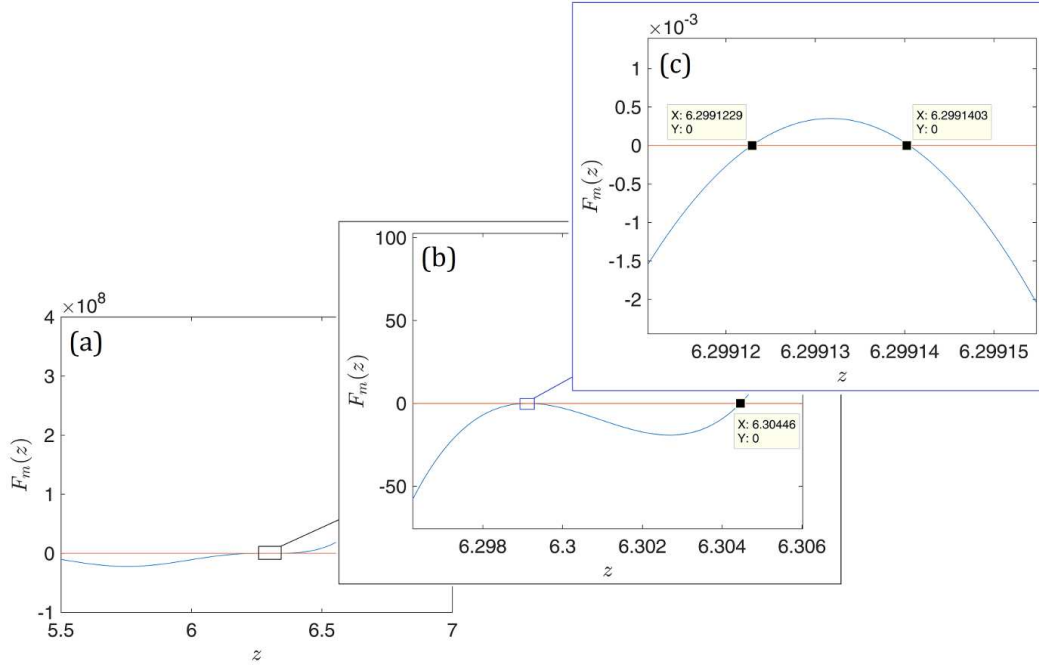 ×10⁻³
(c)
1
0.5
0
-0.5
-1
-1.5
-2
F_m(z)
X: 6.2991229
Y: 0
X: 6.2991403
Y: 0
6.29912
6.29913
6.29914
6.29915
z
(b)
100
50
0
-50
F_m(z)
X: 6.30446
Y: 0
6.298
6.3
6.302
6.304
6.306
z
×10⁸
(a)
4
3
2
1
0
-1
F_m(z)
5.5
6
6.5
7
z